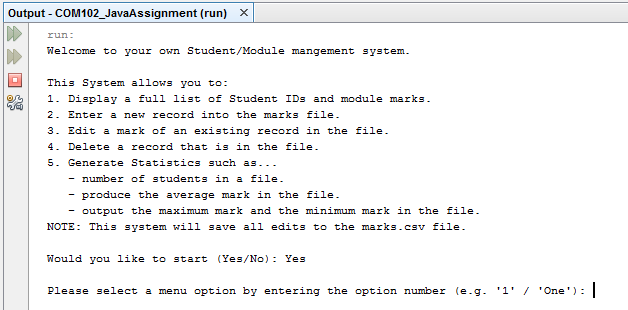 Output - COM102_JavaAssignment (run) ×
run:
Welcome to your own Student/Module mangement system.
This System allows you to:
1. Display a full list of Student IDs and module marks.
2. Enter a new record into the marks file.
3. Edit a mark of an existing record in the file.
4. Delete a record that is in the file.
5. Generate Statistics such as...
- number of students in a file.
- produce the average mark in the file.
- output the maximum mark and the minimum mark in the file.
NOTE: This system will save all edits to the marks.csv file.
Would you like to start (Yes/No): Yes
Please select a menu option by entering the option number (e.g. '1' / 'One'):